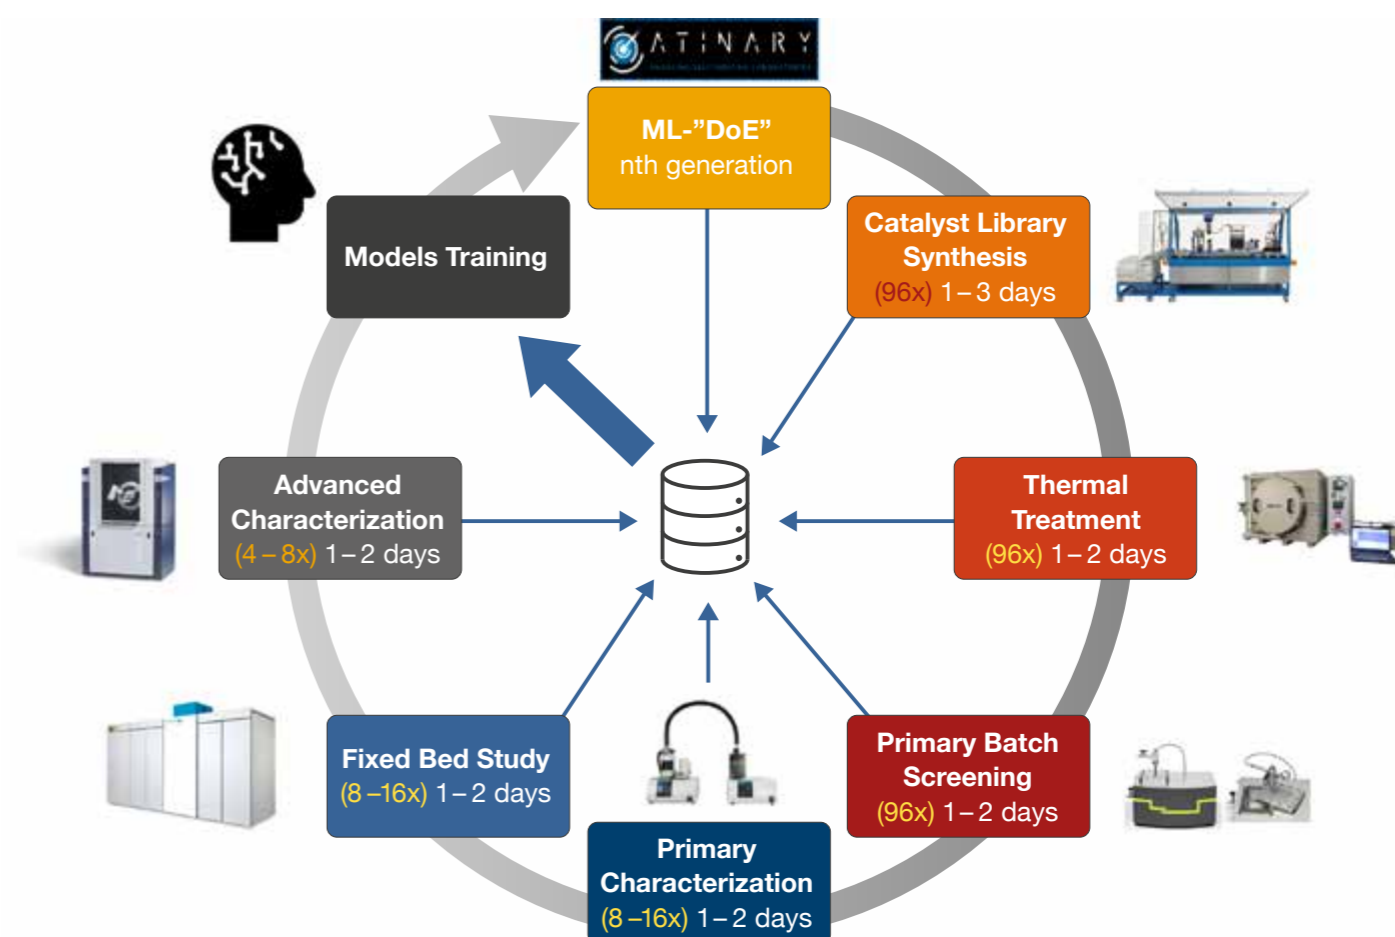 ATINARY
ML-”DoE”
nth generation
Catalyst Library
Synthesis
(96x) 1–3 days
Thermal
Treatment
(96x) 1–2 days
Primary Batch
Screening
(96x) 1–2 days
Primary
Characterization
(8–16x) 1–2 days
Fixed Bed Study
(8–16x) 1–2 days
Advanced
Characterization
(4–8x) 1–2 days
Models Training